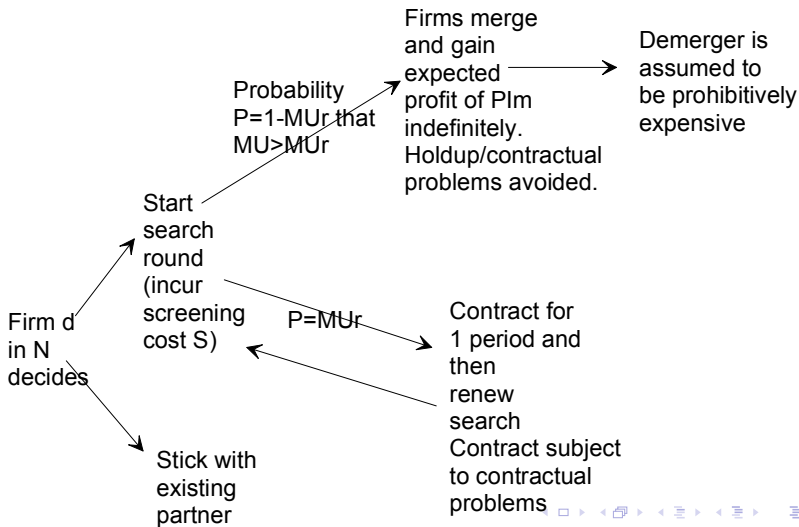 Firm d
in N
decides
Start
search
round
(incur
screening
cost S)
Stick with
existing
partner
Probability
P=1-MUr that
MU>MUr
P=MUr
Firms merge
and gain
expected
profit of PIm
indefinitely.
Holdup/contractual
problems avoided.
Demerger is
assumed to
be prohibitively
expensive
Contract for
1 period and
then
renew
search
Contract subject
to contractual
problems